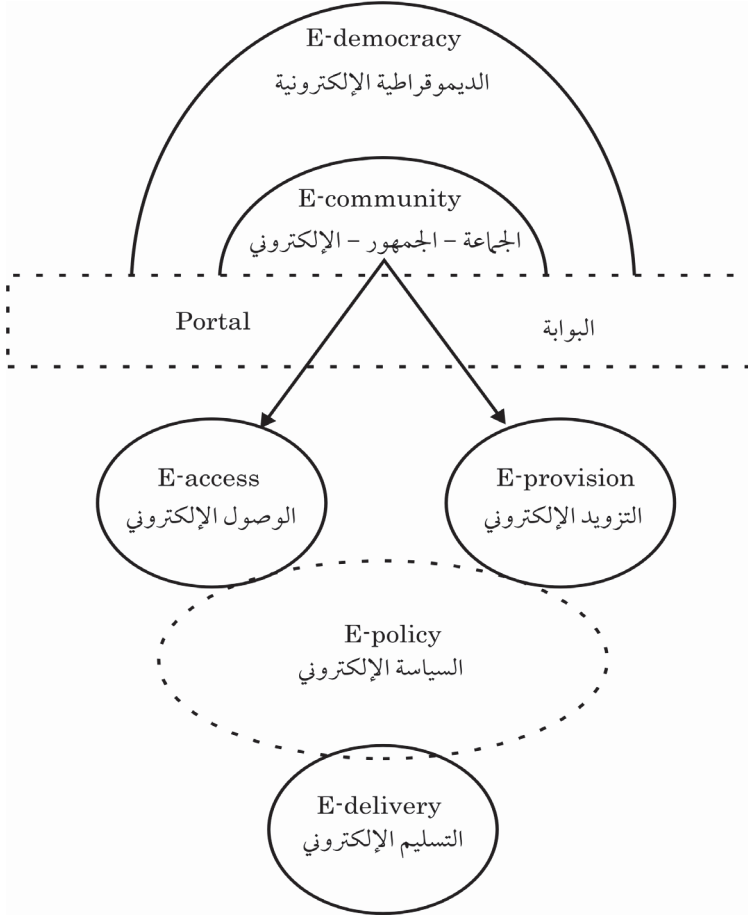 E-democracy
الديموقراطية الإلكترونية
E-community
الجماعة – الجمهور – الإلكتروني
Portal
البوابة
E-access
الوصول الإلكتروني
E-provision
التزويد الإلكتروني
E-policy
السياسة الإلكتروني
E-delivery
التسليم الإلكتروني